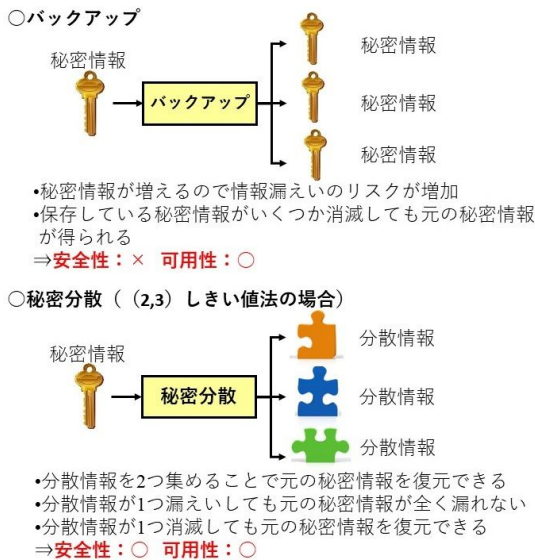 ○バックアップ
秘密情報
バックアップ
秘密情報
秘密情報
秘密情報
•秘密情報が増えるので情報漏えいのリスクが増加
•保存している秘密情報がいくつか消滅しても元の秘密情報
が得られる
⇒安全性：× 可用性：○
○秘密分散（（2,3）しきい値法の場合）
秘密情報
秘密分散
分散情報
分散情報
分散情報
•分散情報を2つ集めることで元の秘密情報を復元できる
•分散情報が1つ漏えいしても元の秘密情報が全く漏れない
•分散情報が1つ消滅しても元の秘密情報を復元できる
⇒安全性：○ 可用性：○